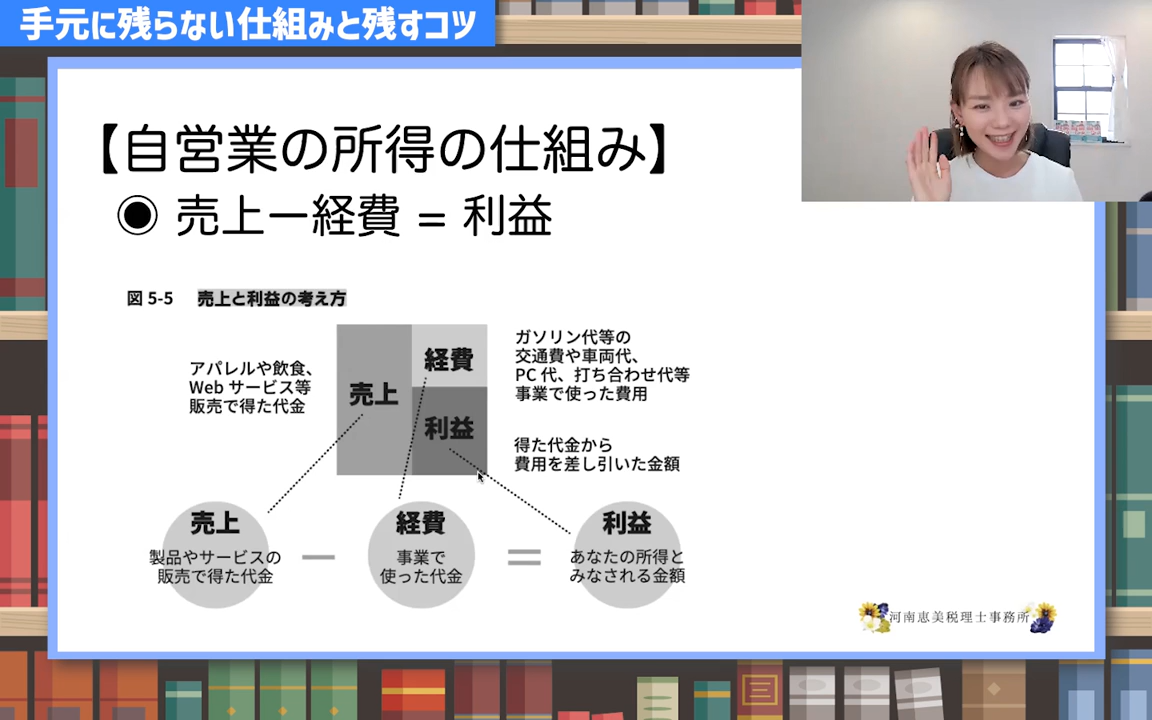 手元に残らない仕組みと残すコツ
【自営業の所得の仕組み】
◉ 売上ー経費 = 利益
図 5-5 売上と利益の考え方
アパレルや飲食、
Web サービス等
販売で得た代金
売上
経費
利益
ガソリン代等の
交通費や車両代、
PC 代、打ち合わせ代等
事業で使った費用
得た代金から
費用を差し引いた金額
売上
製品やサービスの
販売で得た代金
ー
経費
事業で
使った代金
=
利益
あなたの所得と
みなされる金額
河南恵美税理士事務所